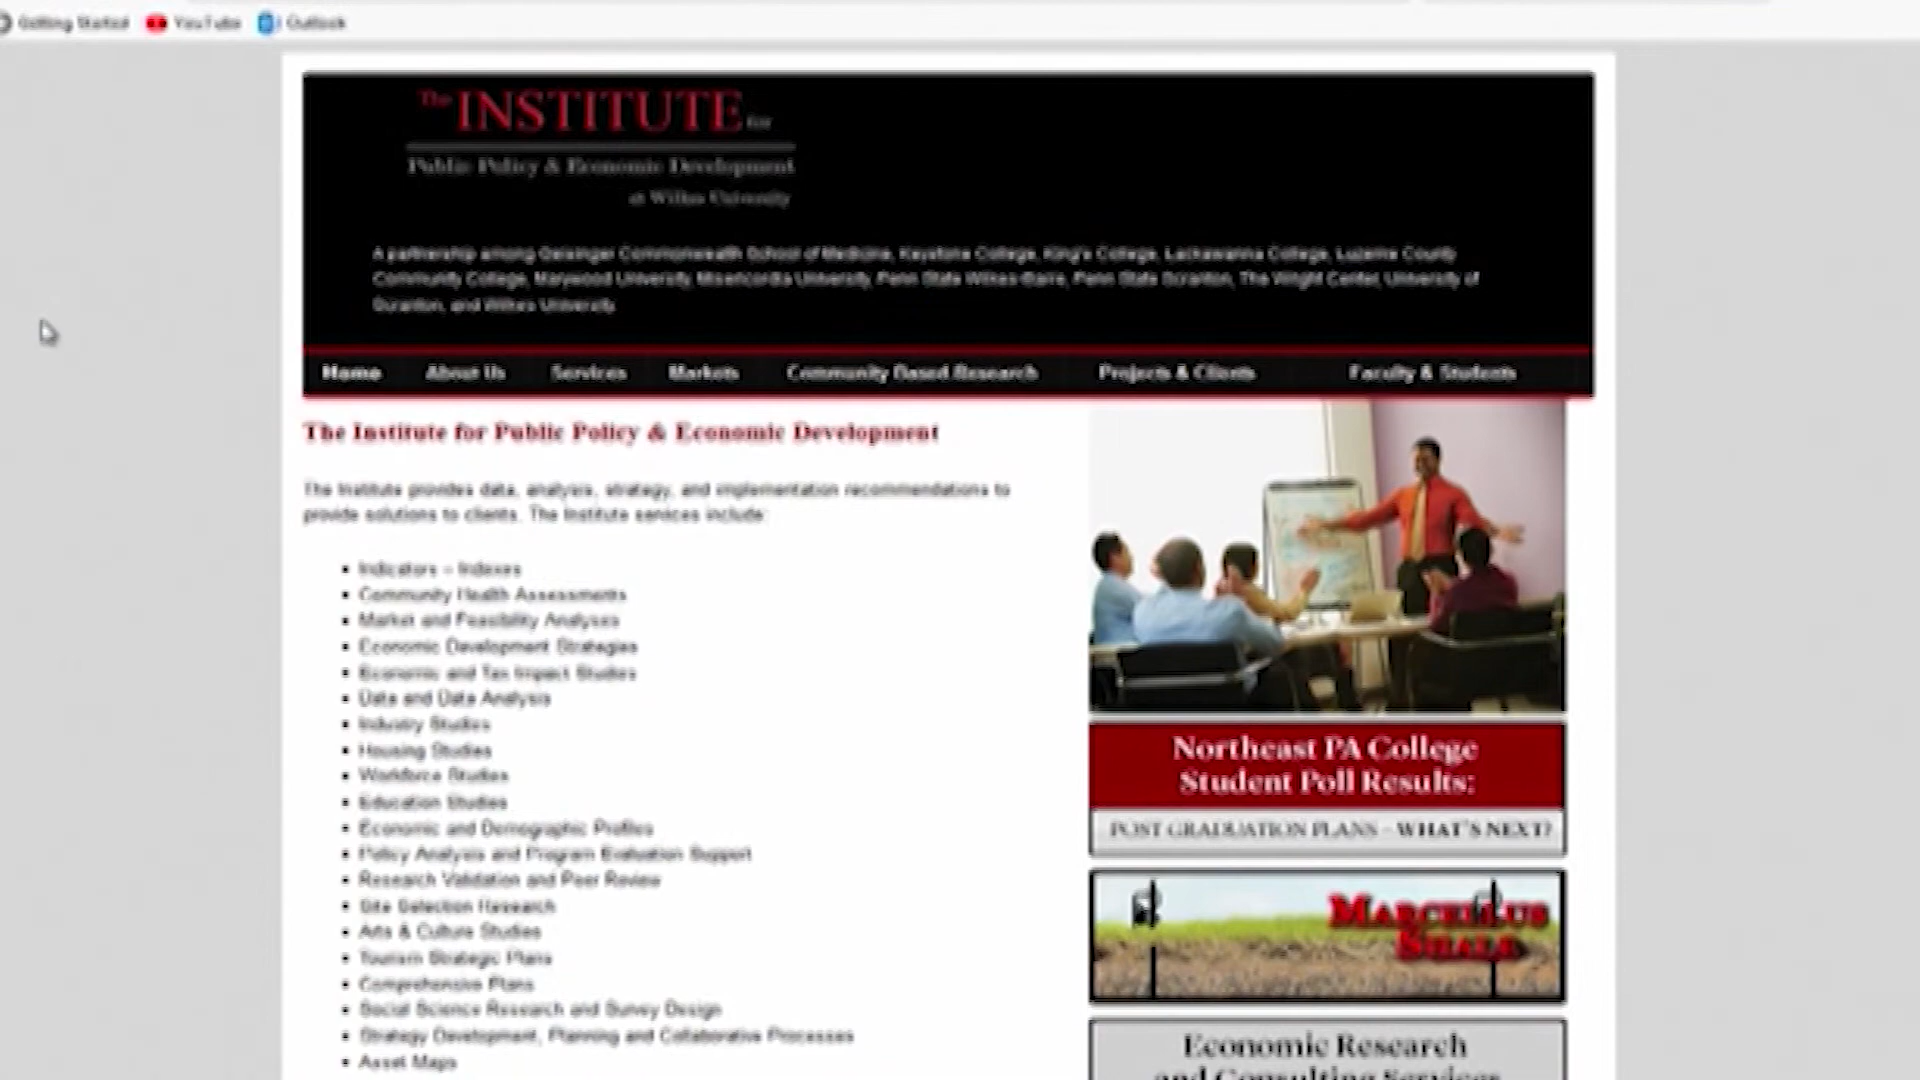 Getting Started YouTube Outlook
The INSTITUTE for
Public Policy & Economic Development
at Wilkes University
A partnership among Geisinger Commonwealth School of Medicine, Keystone College, King's College, Lackawanna College, Luzerne County
Community College, Marywood University, Misericordia University, Penn State Wilkes-Barre, Penn State Scranton, The Wright Center, University of
Scranton, and Wilkes University
Home About Us Services Markets Community Based Research Projects & Clients Faculty & Students
The Institute for Public Policy & Economic Development
The Institute provides data, analysis, strategy, and implementation recommendations to
provide solutions to clients. The Institute services include:
Indicators – Indexes
Community Health Assessments
Market and Feasibility Analyses
Economic Development Strategies
Economic and Tax Impact Studies
Data and Data Analysis
Industry Studies
Housing Studies
Workforce Studies
Education Studies
Economic and Demographic Profiles
Policy Analysis and Program Evaluation Support
Research Validation and Peer Review
Site Selection Research
Arts & Culture Studies
Tourism Strategic Plans
Comprehensive Plans
Social Science Research and Survey Design
Strategy Development, Planning and Collaborative Processes
Asset Maps
Northeast PA College
Student Poll Results:
POST GRADUATION PLANS - WHAT'S NEXT?
MARCELLUS
SHALE
Economic Research
and Consulting Services